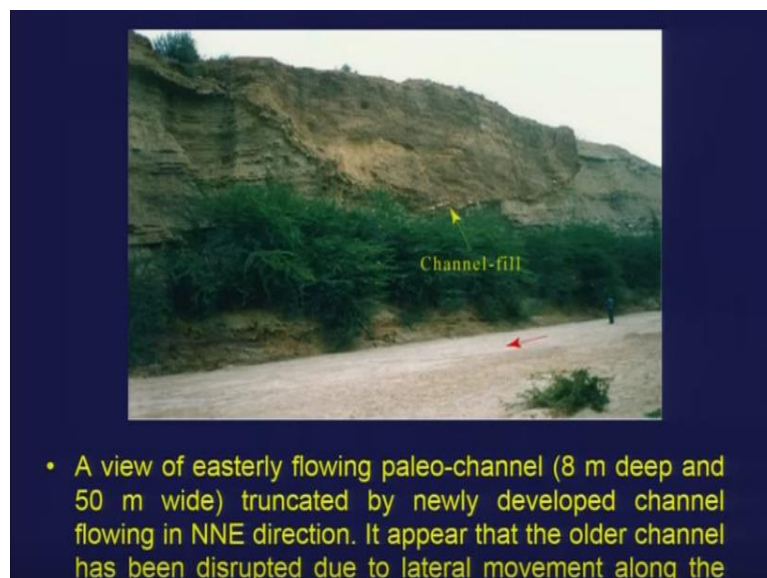 Channel-fill
• A view of easterly flowing paleo-channel (8 m deep and
50 m wide) truncated by newly developed channel
flowing in NNE direction. It appear that the older channel
has been disrupted due to lateral movement along the